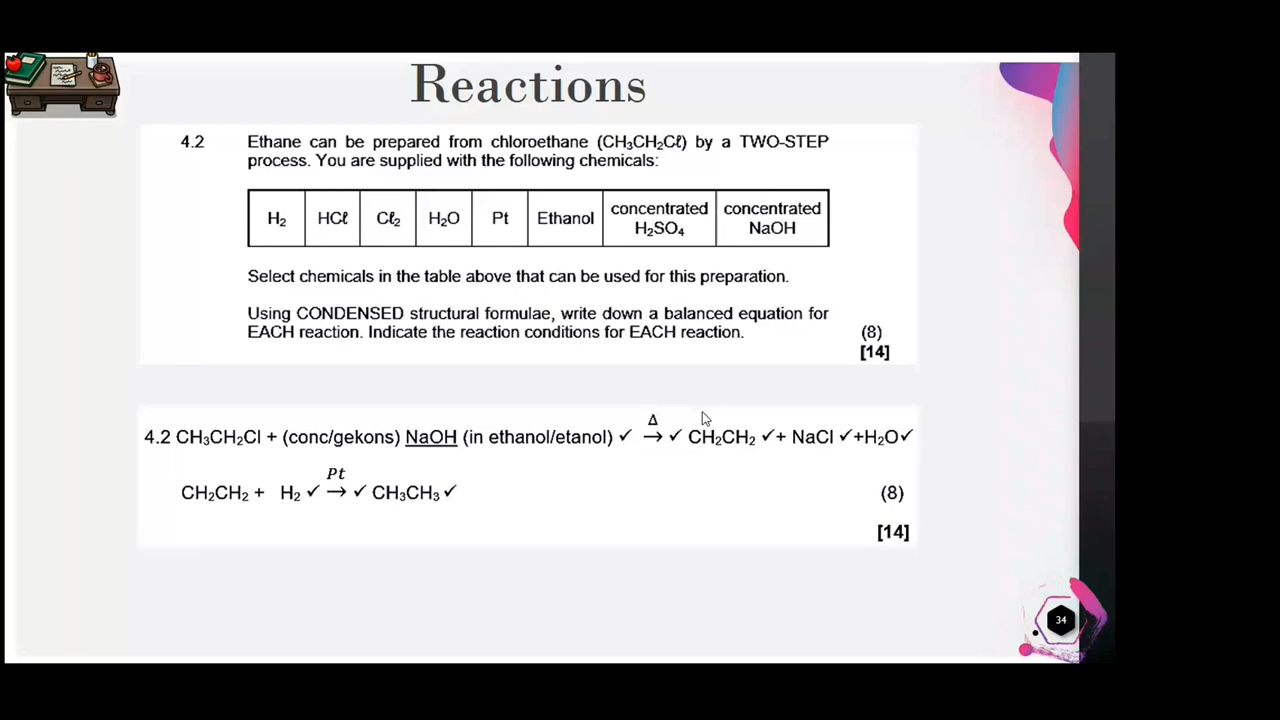 Reactions
4.2 Ethane can be prepared from chloroethane (CH₃CH₂Cℓ) by a TWO-STEP
process. You are supplied with the following chemicals:
H₂ HCℓ Cℓ₂ H₂O Pt Ethanol concentrated H₂SO₄ concentrated NaOH
Select chemicals in the table above that can be used for this preparation.
Using CONDENSED structural formulae, write down a balanced equation for
EACH reaction. Indicate the reaction conditions for EACH reaction. (8)
[14]
Δ
4.2 CH₃CH₂Cl + (conc/gekons) NaOH (in ethanol/etanol) ✓ → ✓ CH₂CH₂ ✓+ NaCl ✓+H₂O✓
Pt
CH₂CH₂ + H₂ ✓ → ✓ CH₃CH₃ ✓ (8)
[14]
34